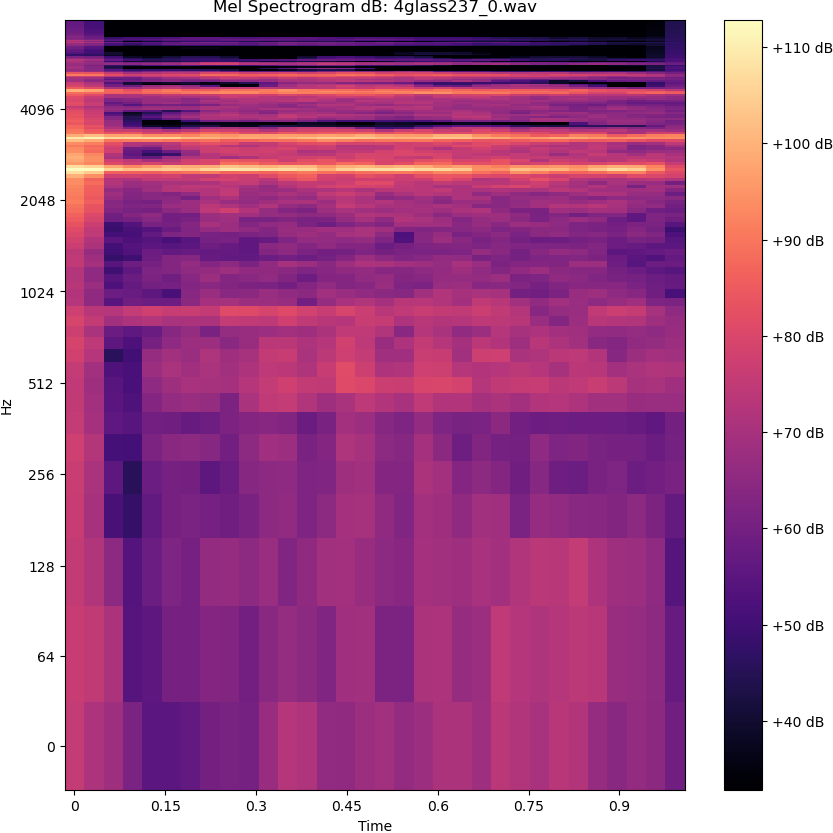 Mel Spectrogram dB: 4glass237_0.wav
+110 dB
4096
+100 dB
2048
+90 dB
1024
+80 dB
512
Hz
+70 dB
256
+60 dB
128
+50 dB
64
+40 dB
0
0 0.15 0.3 0.45 0.6 0.75 0.9
Time